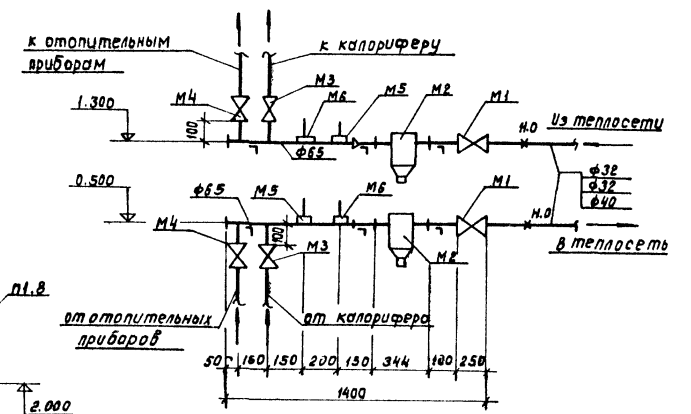 к отопительным
приборам
к калориферу
М4
М3
М6
М5
М2
М1
1.300
100
ф65
н.о
Из теплосети
0.500
ф65
М5
М6
М1
н.о
ф32
ф32
ф40
М4
100
М3
М2
В теплосеть
п1,8
от отопительных
прибаров
от калорифера
50 160 150 200 150 344 100 250
1400
2.000